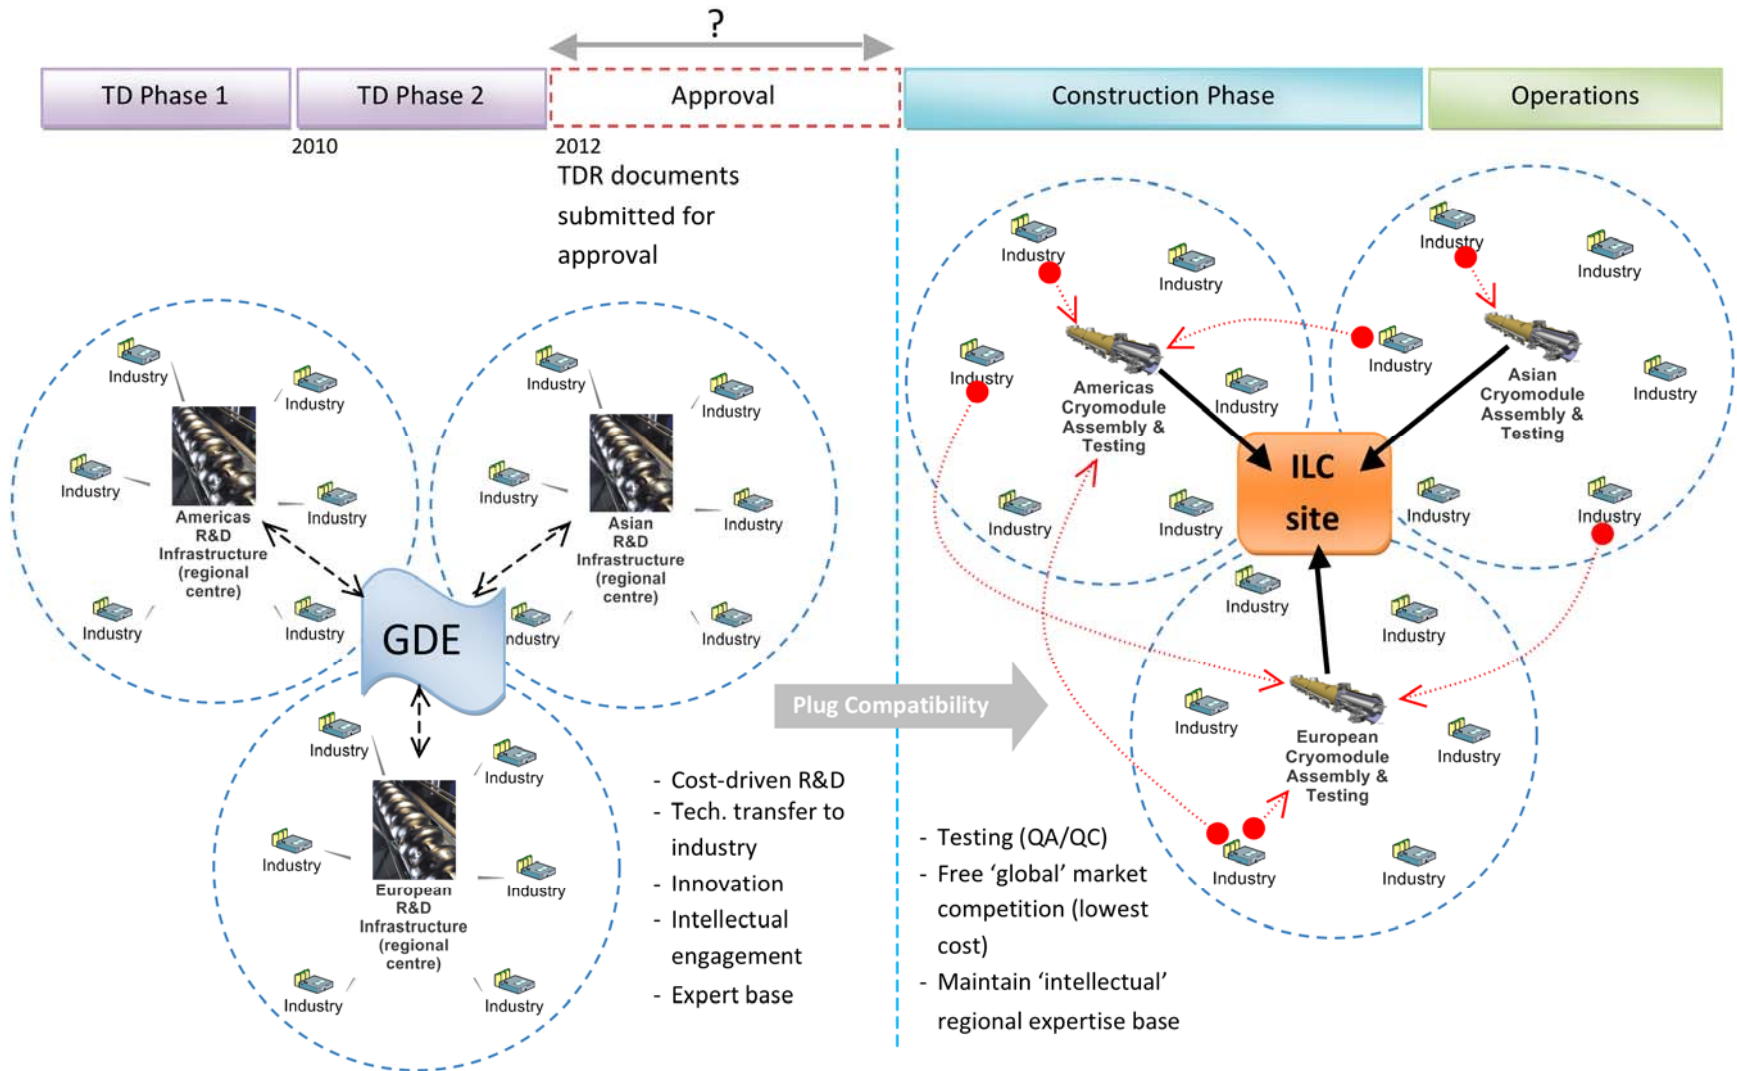 ?
TD Phase 1
TD Phase 2
Approval
Construction Phase
Operations
2010
2012
TDR documents
submitted for
approval
Industry
Industry
Industry
Industry
Industry
Industry
Americas
R&D
Infrastructure
(regional
centre)
Industry
Industry
Industry
Industry
ndustry
Industry
Asian
R&D
Infrastructure
(regional
centre)
GDE
Industry
Industry
Industry
Industry
Industry
Industry
European
R&D
Infrastructure
(regional
centre)
- Cost-driven R&D
- Tech. transfer to
industry
- Innovation
- Intellectual
engagement
- Expert base
Plug Compatibility
Industry
Industry
Industry
Industry
Industry
Industry
Americas
Cryomodule
Assembly &
Testing
Industry
Industry
Industry
Industry
Industry
Industry
Asian
Cryomodule
Assembly &
Testing
ILC
site
Industry
Industry
Industry
Industry
Industry
Industry
European
Cryomodule
Assembly &
Testing
- Testing (QA/QC)
- Free ‘global’ market
competition (lowest
cost)
- Maintain ‘intellectual’
regional expertise base